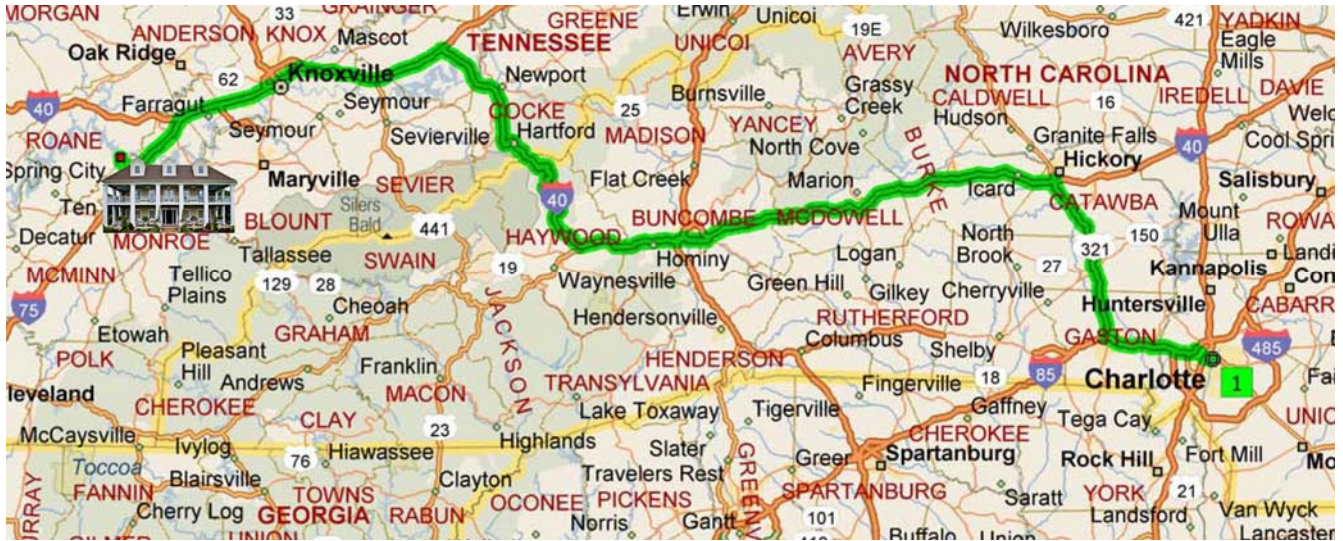 MORGAN
33
GRAINGER
GREENE
Erwin
Unicoi
19E
Wilkesboro
421
YADKIN
ANDERSON
KNOX
Mascot
TENNESSEE
UNICOI
AVERY
Eagle
Mills
Oak Ridge
62
Knoxville
Newport
Grassy
Creek
NORTH CAROLINA
CALDWELL
16
IREDELL
DAVIE
40
Farragut
Seymour
COCKE
25
Burnsville
YANCEY
Hudson
Cool
ROANE
Seymour
Sevierville
Hartford
MADISON
North Cove
BURKE
Granite Falls
40
Spring City
Maryville
SEVIER
Flat Creek
Marion
Icard
Hickory
Salisbury
Ten
BLOUNT
Silers
Bald
441
40
BUNCOMBE
MCDOWELL
CATAWBA
Mount
Ulla
Decatur
MONROE
Tallassee
SWAIN
HAYWOOD
19
Hominy
Logan
North
Brook
321
150
MCMINN
Tellico
Plains
129
28
Cheoah
Waynesville
Green Hill
Gilkey
Cherryville
27
Kannapolis
75
Etowah
GRAHAM
JACKSON
Hendersonville
RUTHERFORD
Huntersville
POLK
Pleasant
Hill
Franklin
HENDERSON
Columbus
Shelby
GASTON
485
Andrews
MACON
TRANSYLVANIA
Fingerville
18
85
Charlotte
1
CHEROKEE
CLAY
23
Lake Toxaway
Tigerville
Gaffney
Tega Cay
McCaysville
Ivylog
Hiawassee
Highlands
Slater
CHEROKEE
76
Greer
Spartanburg
Rock Hill
Fort Mill
Toccoa
Blairsville
Clayton
Travelers Rest
FANNIN
TOWNS
OCONEE
PICKENS
SPARTANBURG
Saratt
YORK
21
Cherry Log
GEORGIA
RABUN
Norris
Gantt
101
Landsford
Van Wyck
UNION
Buffalo
Union
Lancaster